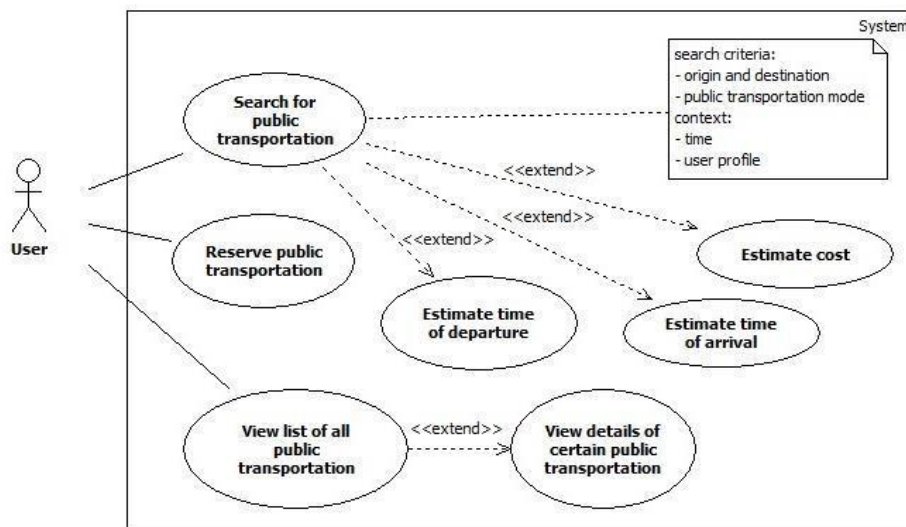 System
search criteria:
- origin and destination
- public transportation mode
context:
- time
- user profile
Search for
public
transportation
<<extend>>
<<extend>>
<<extend>>
User
Reserve public
transportation
Estimate cost
Estimate time
of departure
Estimate time
of arrival
View list of all
public
transportation
<<extend>>
View details of
certain public
transportation